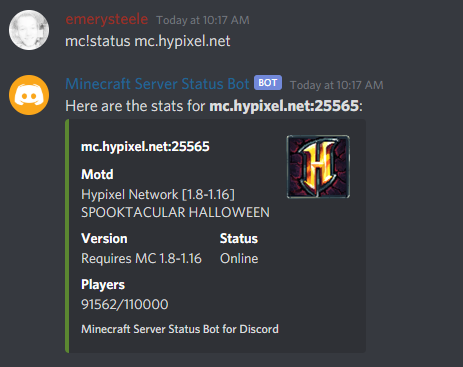 emerysteele Today at 10:17 AM
mc!status mc.hypixel.net
Minecraft Server Status Bot BOT Today at 10:17 AM
Here are the stats for mc.hypixel.net:25565:
mc.hypixel.net:25565
H
Motd
Hypixel Network [1.8-1.16]
SPOOKTACULAR HALLOWEEN
Version Status
Requires MC 1.8-1.16 Online
Players
91562/110000
Minecraft Server Status Bot for Discord